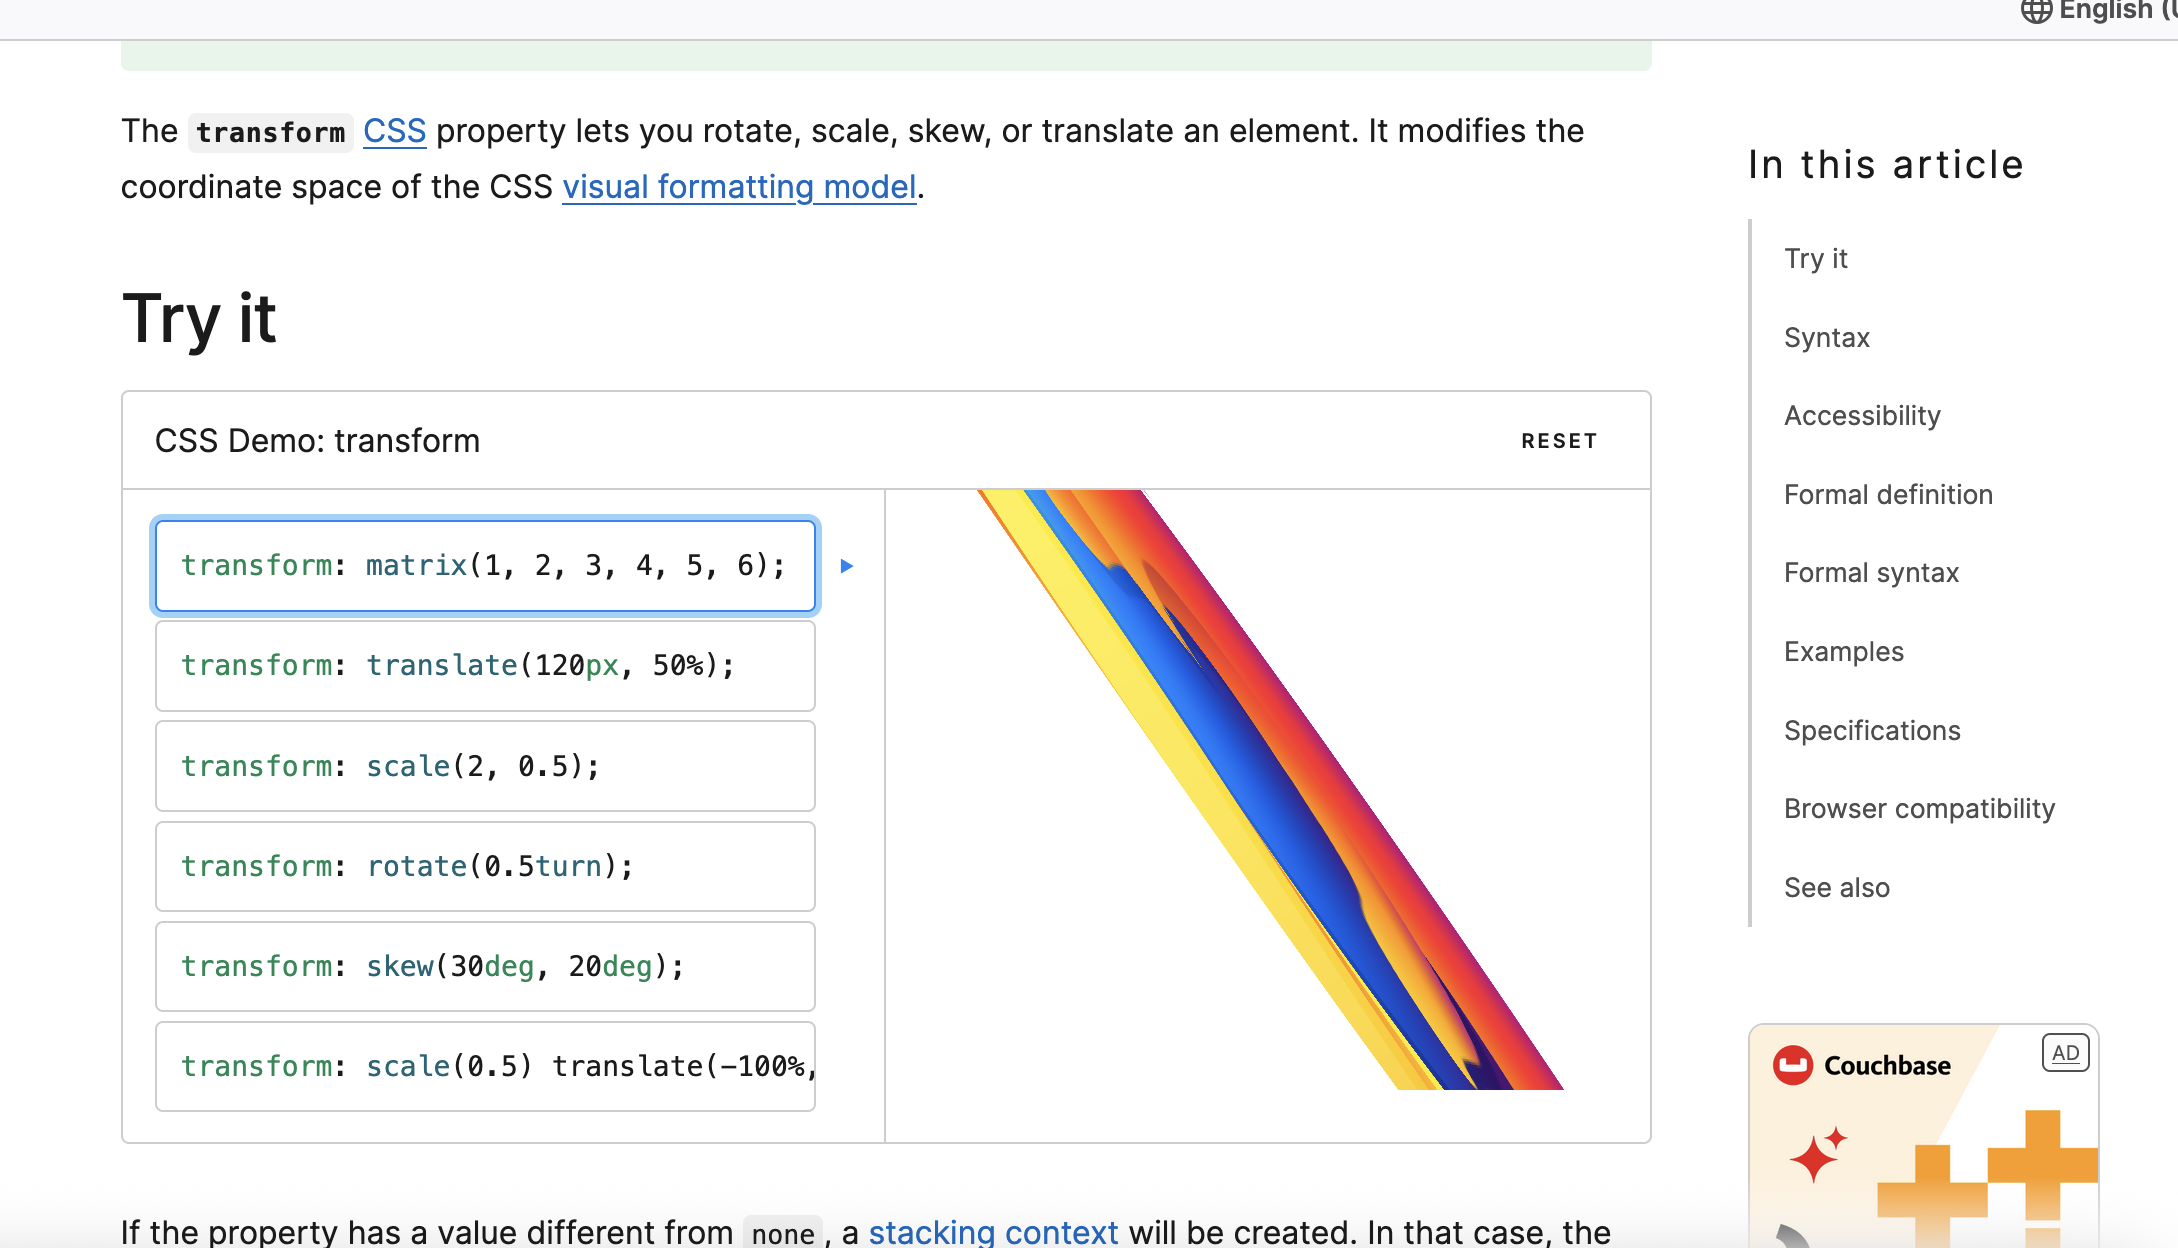 English (U
The transform CSS property lets you rotate, scale, skew, or translate an element. It modifies the
coordinate space of the CSS visual formatting model.
Try it
CSS Demo: transform
RESET
transform: matrix(1, 2, 3, 4, 5, 6);
transform: translate(120px, 50%);
transform: scale(2, 0.5);
transform: rotate(0.5turn);
transform: skew(30deg, 20deg);
transform: scale(0.5) translate(-100%,
If the property has a value different from none, a stacking context will be created. In that case, the
In this article
Try it
Syntax
Accessibility
Formal definition
Formal syntax
Examples
Specifications
Browser compatibility
See also
Couchbase
AD